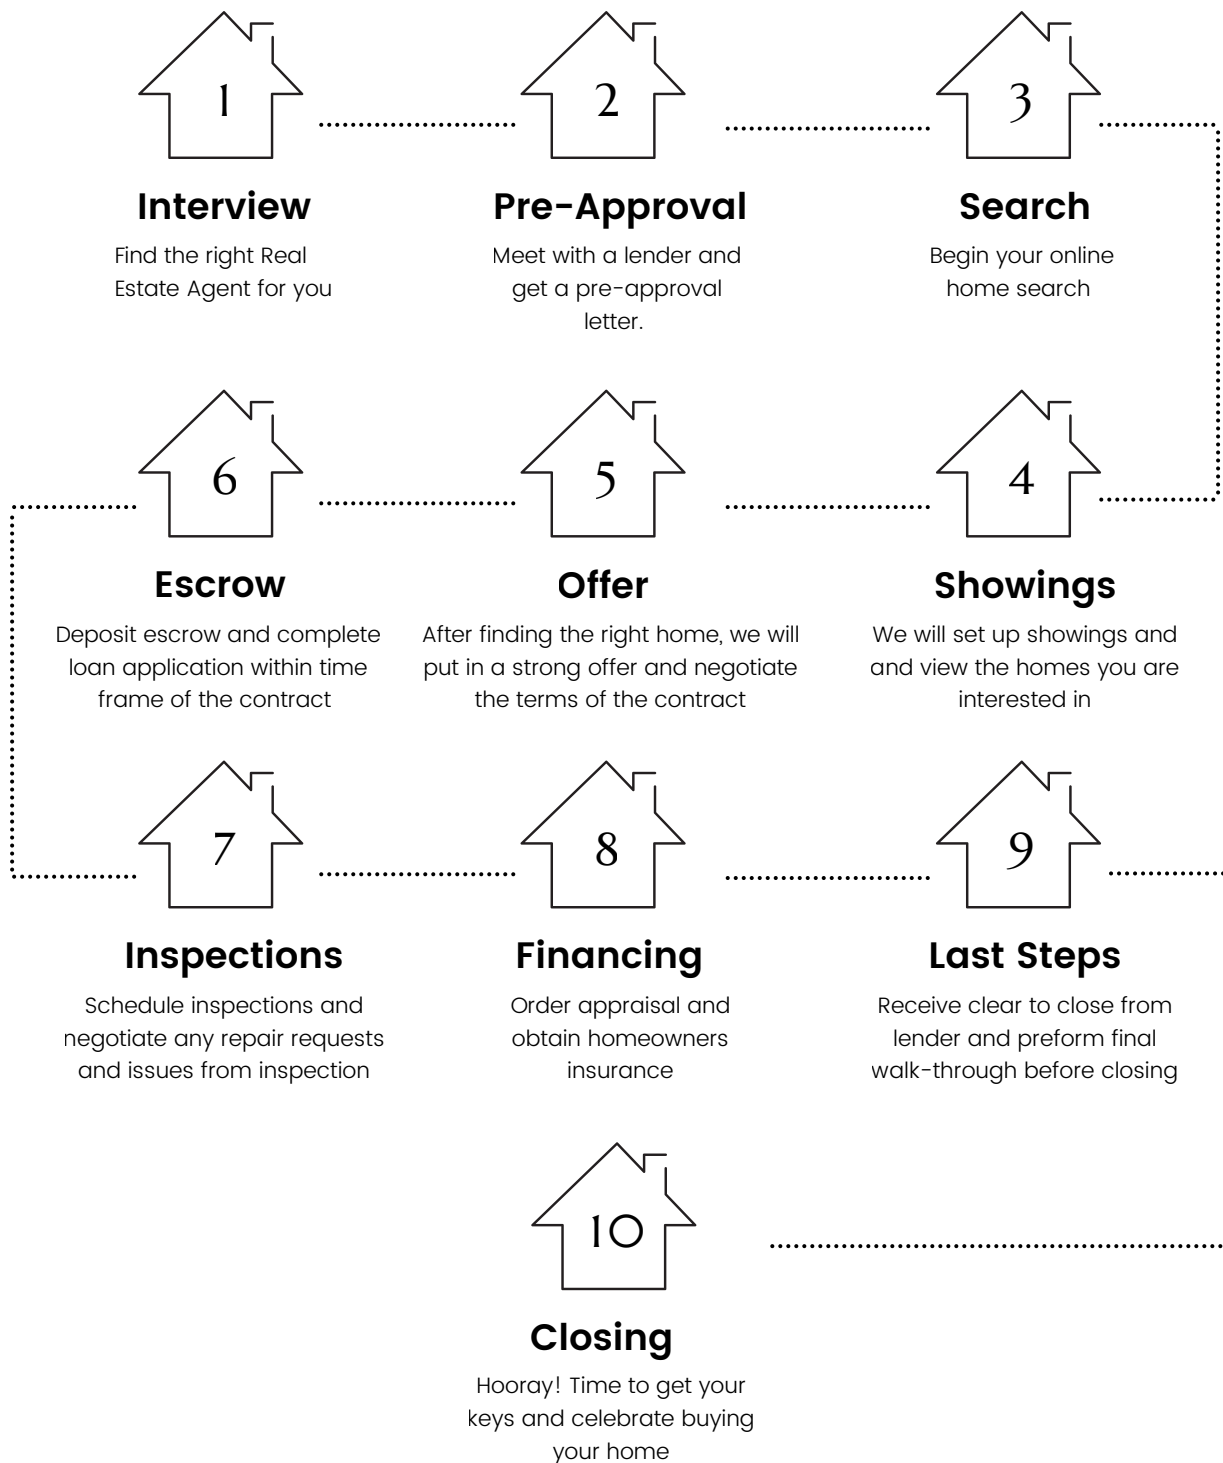 1
Interview
Find the right Real
Estate Agent for you
2
Pre-Approval
Meet with a lender and
get a pre-approval
letter.
3
Search
Begin your online
home search
4
Showings
We will set up showings and
and view the homes you are
interested in
5
Offer
After finding the right home, we will
put in a strong offer and negotiate
the terms of the contract
6
Escrow
Deposit escrow and complete
loan application within time
frame of the contract
7
Inspections
Schedule inspections and
negotiate any repair requests
and issues from inspection
8
Financing
Order appraisal and
obtain homeowners
insurance
9
Last Steps
Receive clear to close from
lender and preform final
walk-through before closing
10
Closing
Hooray! Time to get your
keys and celebrate buying
your home